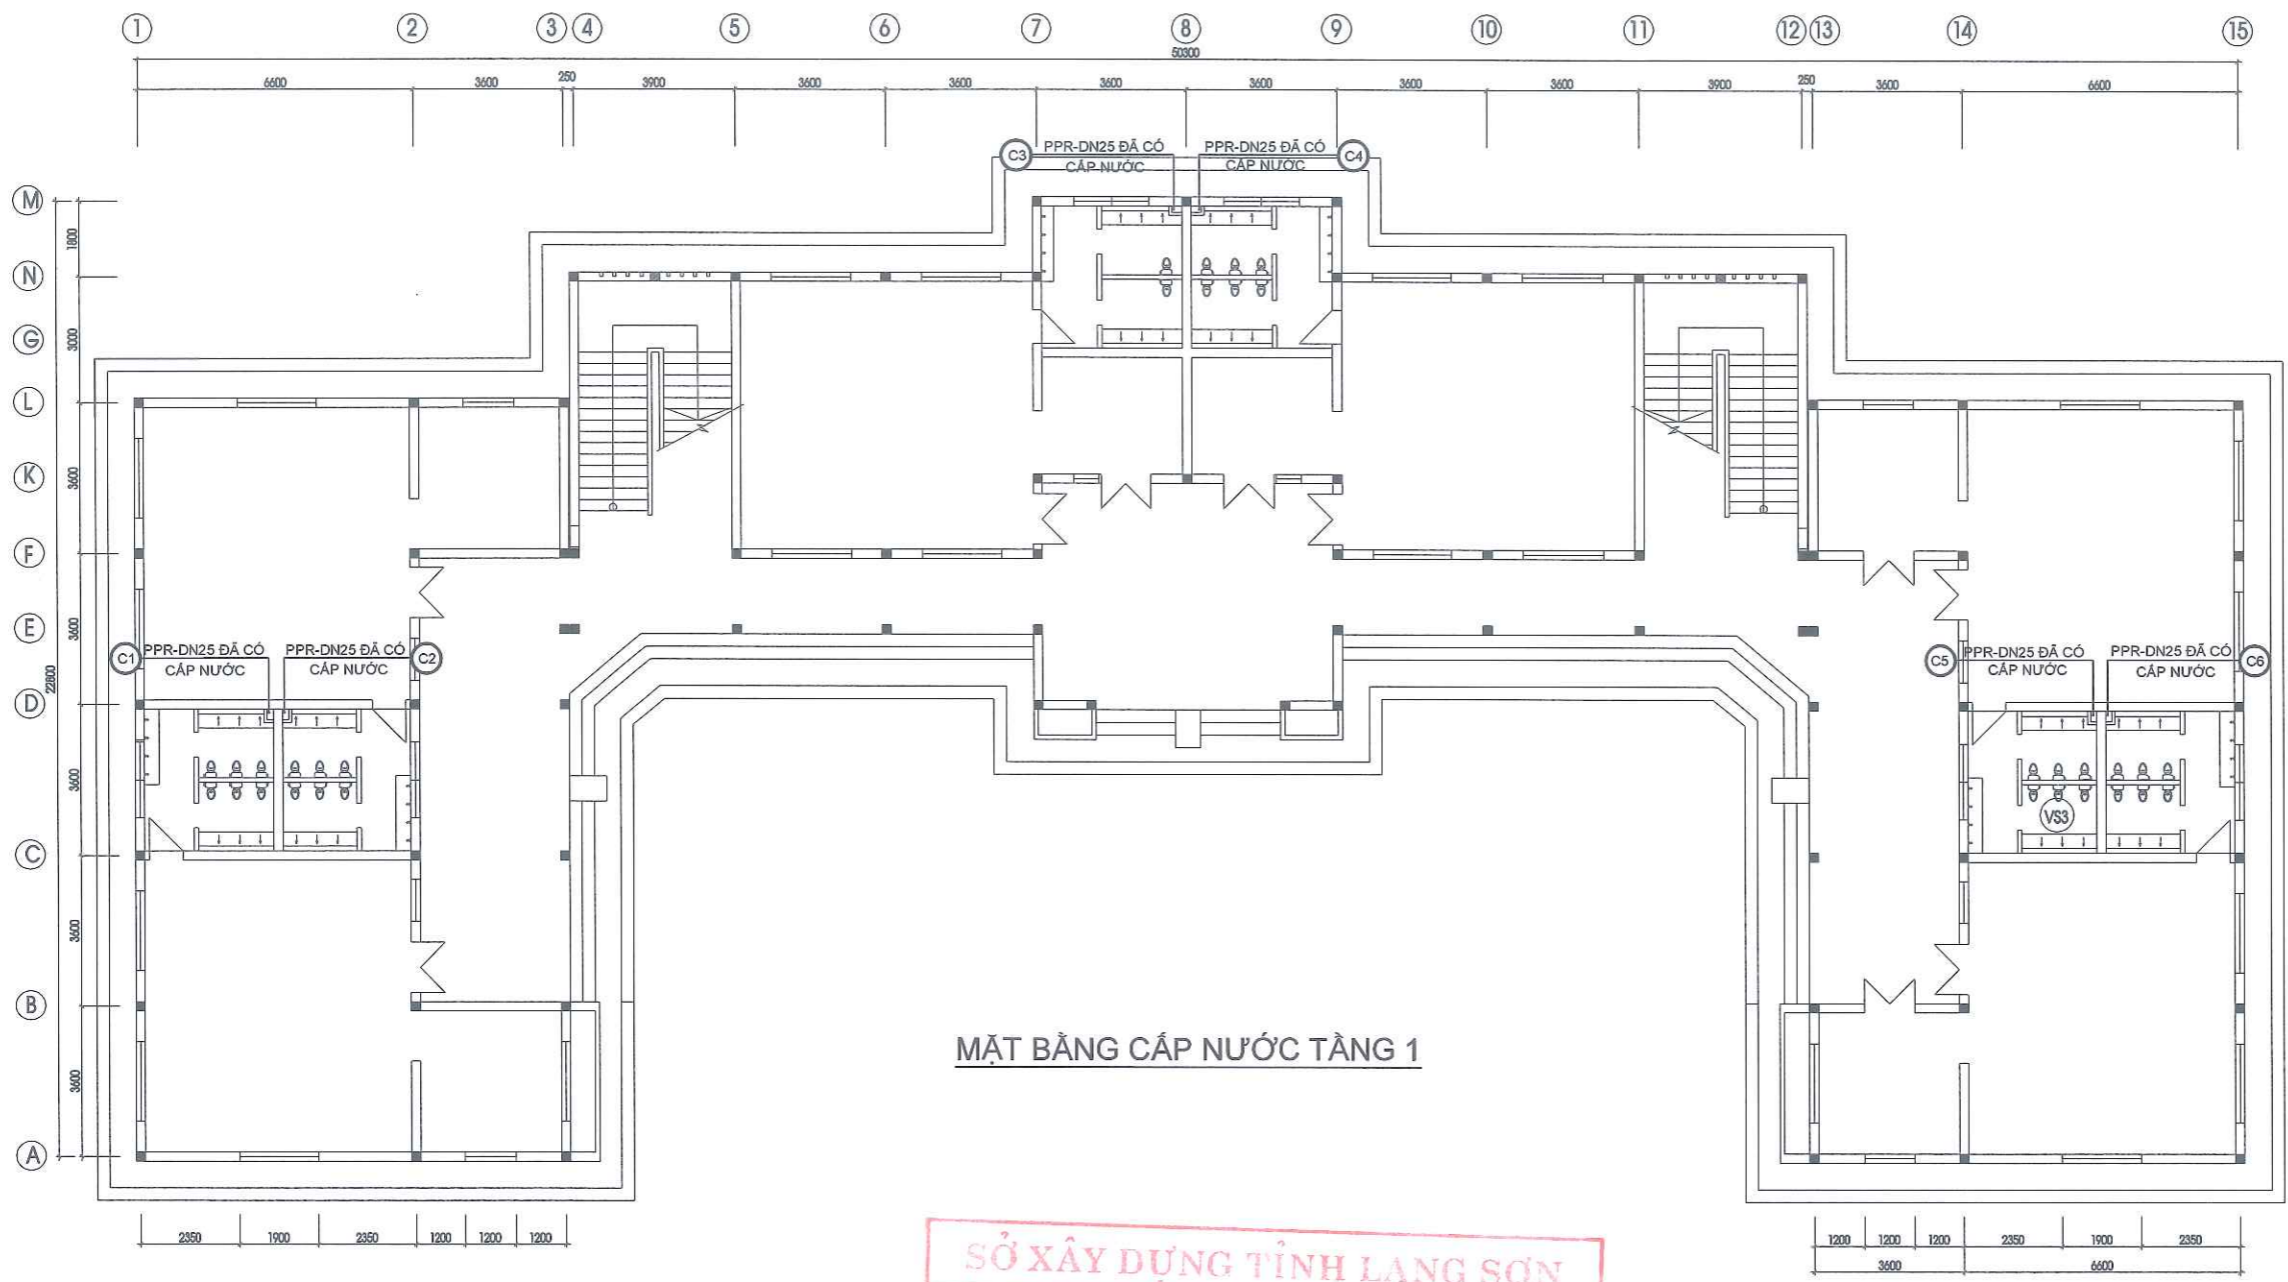 1 2 3 4 5 6 7 8 9 10 11 12 13 14 15
50300
6600 3600 250 3900 3600 3600 3600 3600 3600 3600 3900 250 3600 6600
C3 PPR-DN25 ĐÃ CÓ PPR-DN25 ĐÃ CÓ C4
CẤP NƯỚC CẤP NƯỚC
M
1800
N
3000
G
L
3600
K
F
3600
E
C1 PPR-DN25 ĐÃ CÓ PPR-DN25 ĐÃ CÓ C2 C5 PPR-DN25 ĐÃ CÓ PPR-DN25 ĐÃ CÓ C6
CẤP NƯỚC CẤP NƯỚC CẤP NƯỚC CẤP NƯỚC
22800
D
3600
VS3
C
3600
B
MẶT BẰNG CẤP NƯỚC TẦNG 1
3600
A
2350 1900 2350 1200 1200 1200 1200 1200 1200 2350 1900 2350
3600 6600
SỞ XÂY DỰNG TỈNH LẠNG SƠN